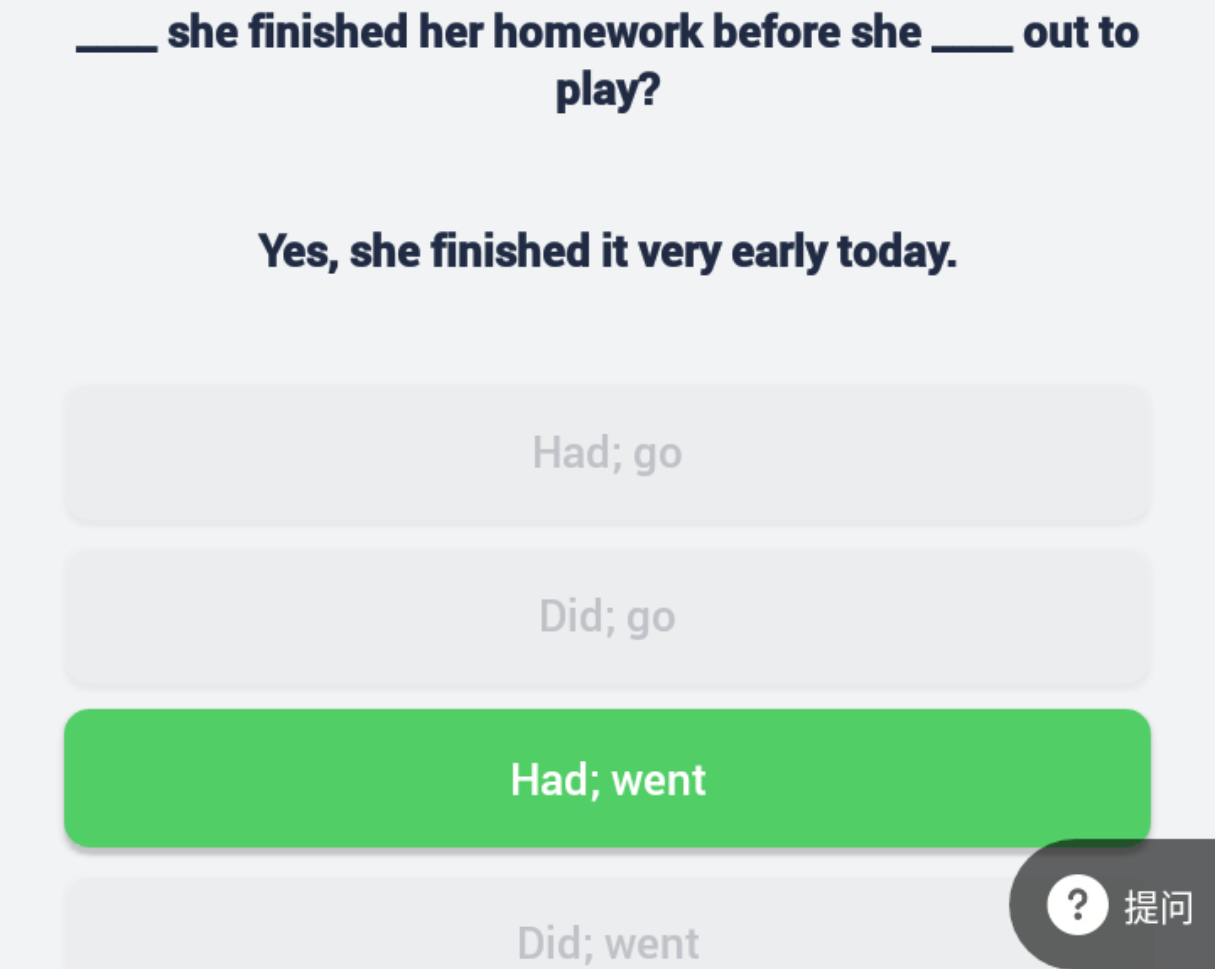 ____ she finished her homework before she ____ out to
play?
Yes, she finished it very early today.
Had; go
Did; go
Had; went
? 提问
Did; went